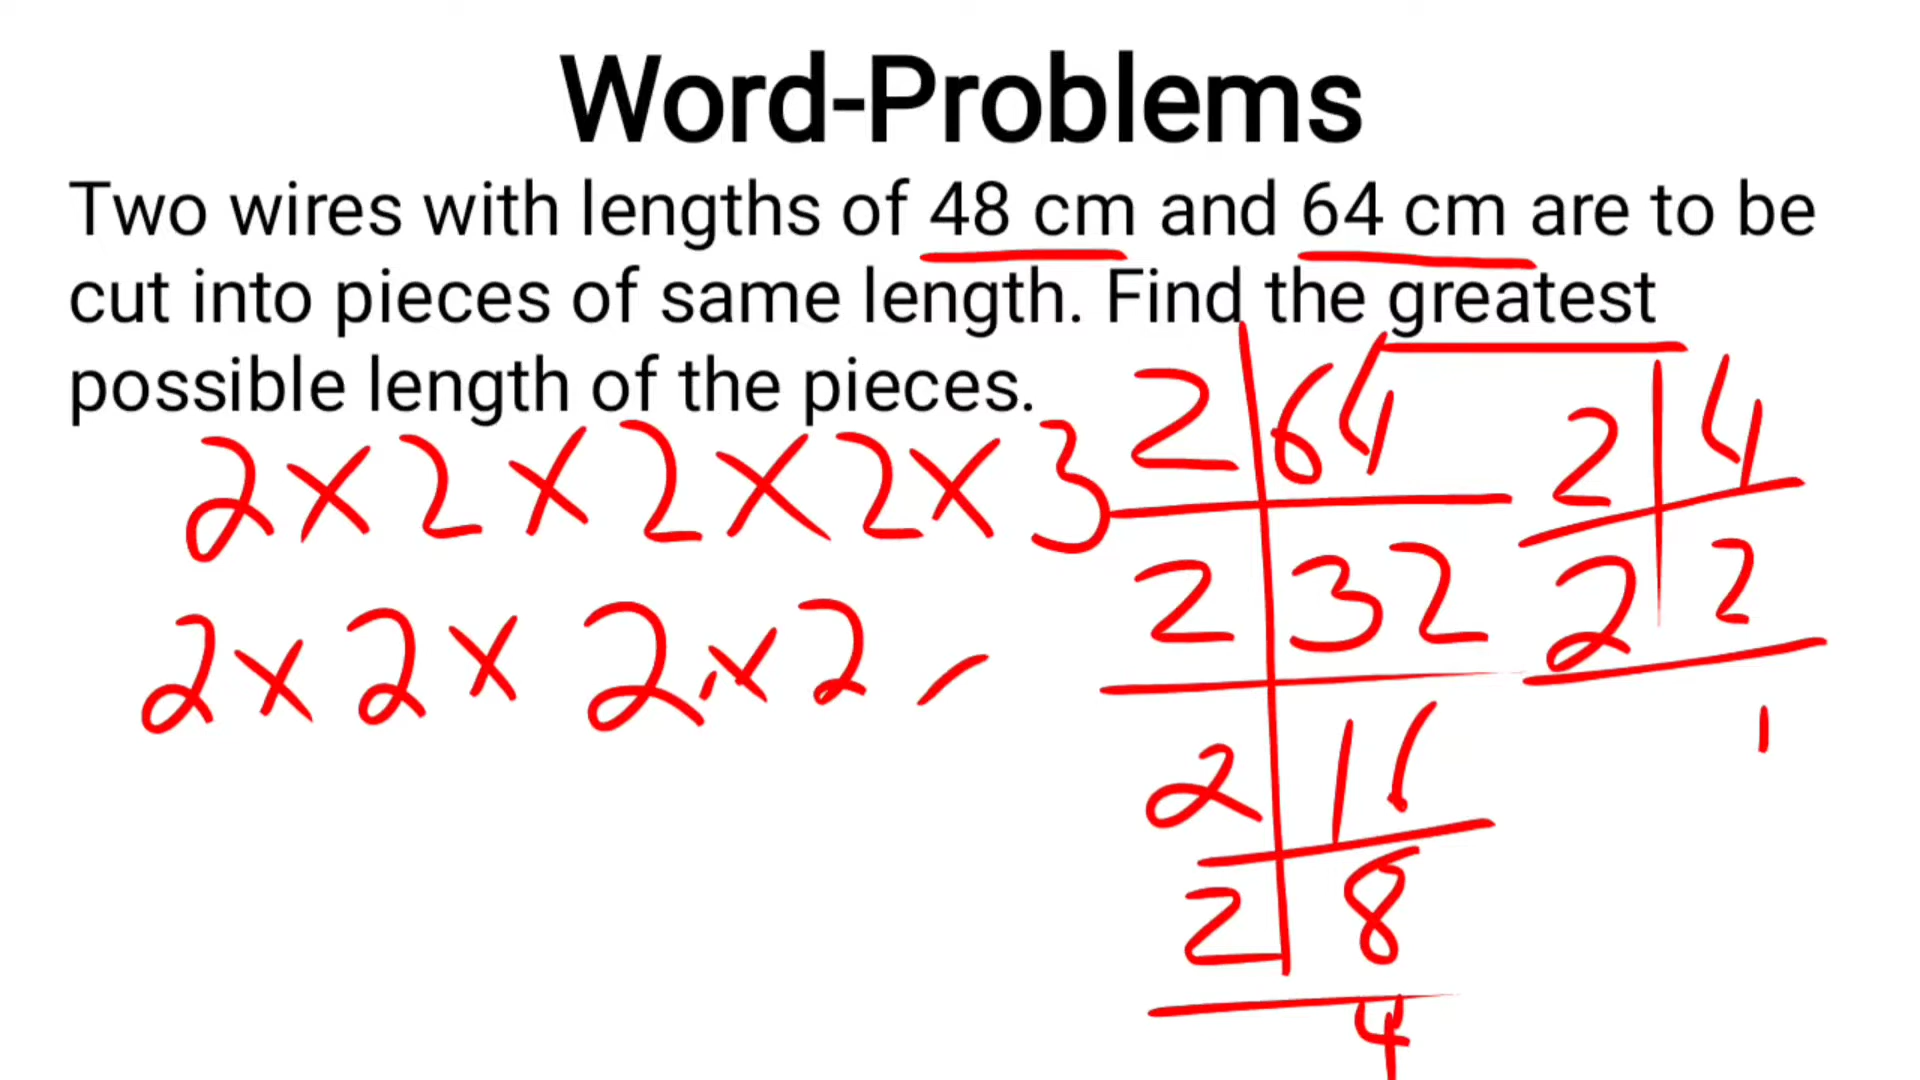 Word-Problems
Two wires with lengths of 48 cm and 64 cm are to be
cut into pieces of same length. Find the greatest
possible length of the pieces.
2 × 2 × 2 × 2 × 3
2 × 2 × 2 × 2
2 64
2 32
2
2 8
4
2 4
2 2
1